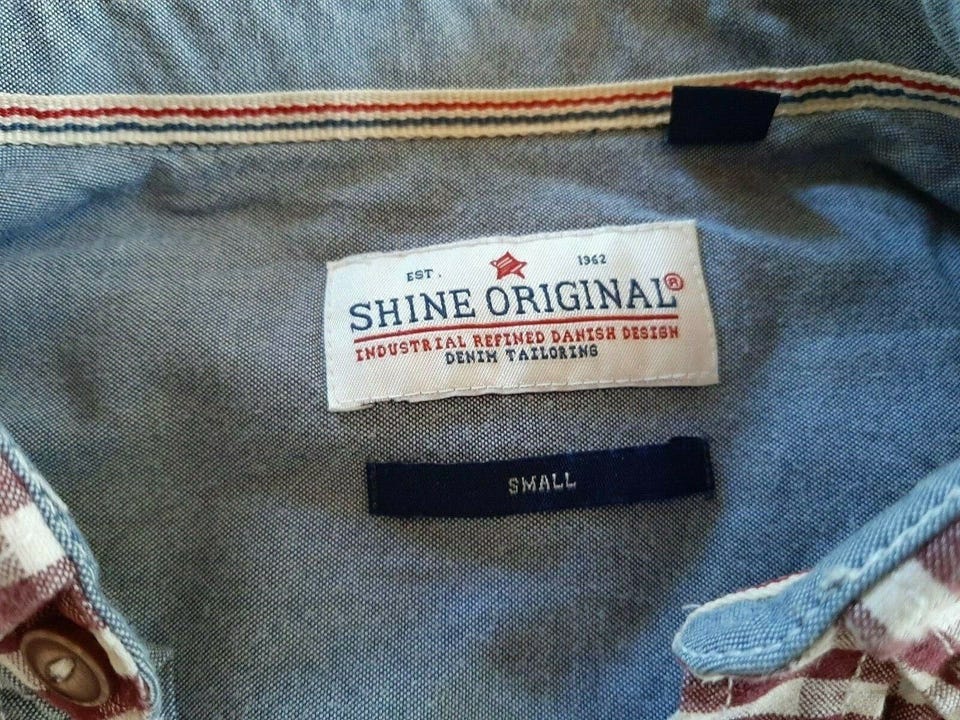 EST. 1962
SHINE ORIGINAL®
INDUSTRIAL REFINED DANISH DESIGN
DENIM TAILORING
SMALL